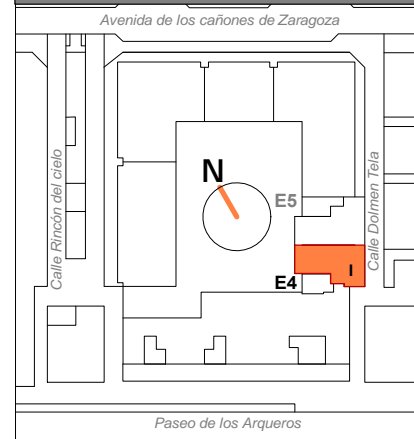 Avenida de los cañones de Zaragoza
Calle Rincón del cielo
N
E5
Calle Dolmen Tela
I
E4
Paseo de los Arqueros